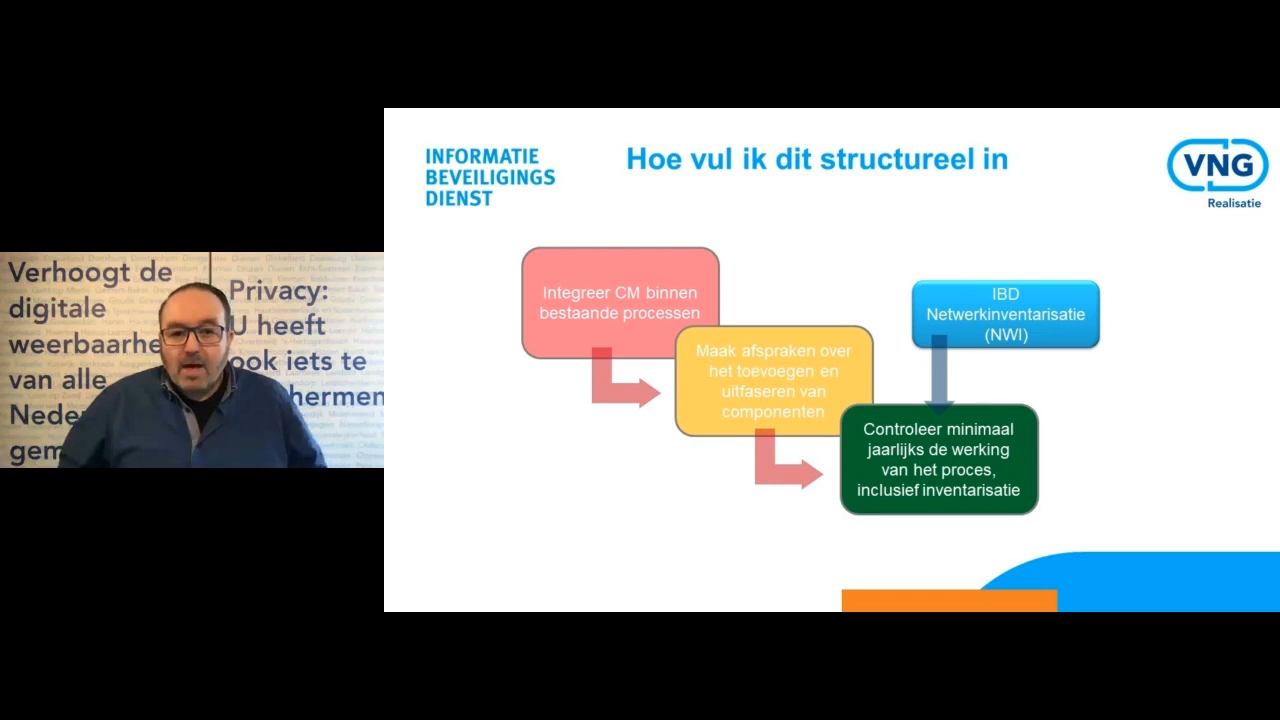 Verhoogt de
digitale
weerbaarhe
van alle
Neder
gem
Privacy:
U heeft
ook iets te
hermen
INFORMATIE
BEVEILIGINGS
DIENST
Hoe vul ik dit structureel in
VNG
Realisatie
Integreer CM binnen
bestaande processen
Maak afspraken over
het toevoegen en
uitfaseren van
componenten
IBD
Netwerkinventarisatie
(NWI)
Controleer minimaal
jaarlijks de werking
van het proces,
inclusief inventarisatie